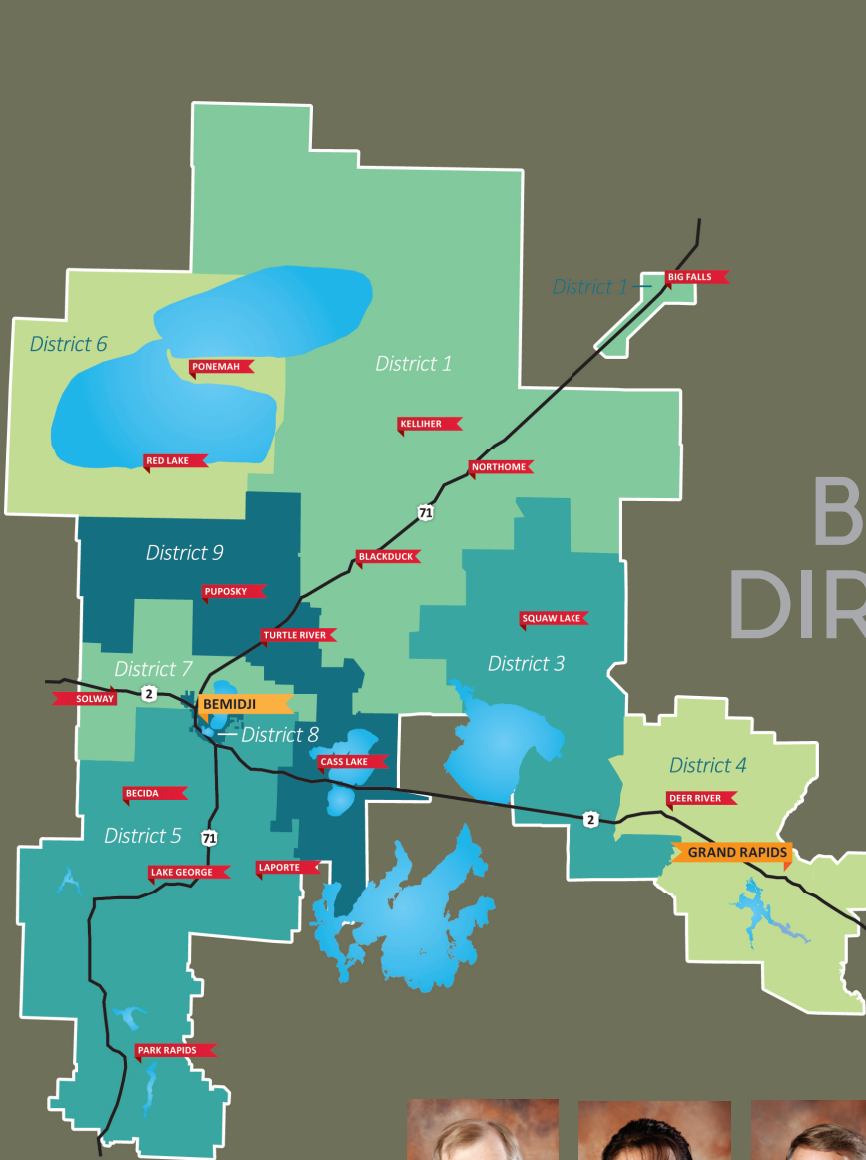 District 1
BIG FALLS
District 6
District 1
PONEMAH
KELLIHER
RED LAKE
NORTHOME
B
71
District 9
BLACKDUCK
PUPOSKY
DIR
SQUAW LAKE
TURTLE RIVER
District 7
District 3
2
SOLWAY
BEMIDJI
District 8
CASS LAKE
District 4
BECIDA
DEER RIVER
2
District 5
71
GRAND RAPIDS
LAKE GEORGE
LAPORTE
PARK RAPIDS